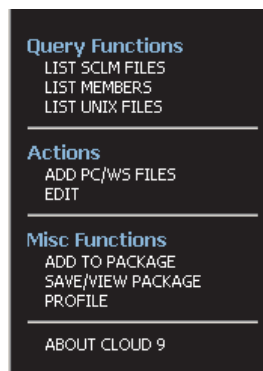 Query Functions
LIST SCLM FILES
LIST MEMBERS
LIST UNIX FILES
Actions
ADD PC/WS FILES
EDIT
Misc Functions
ADD TO PACKAGE
SAVE/VIEW PACKAGE
PROFILE
ABOUT CLOUD 9